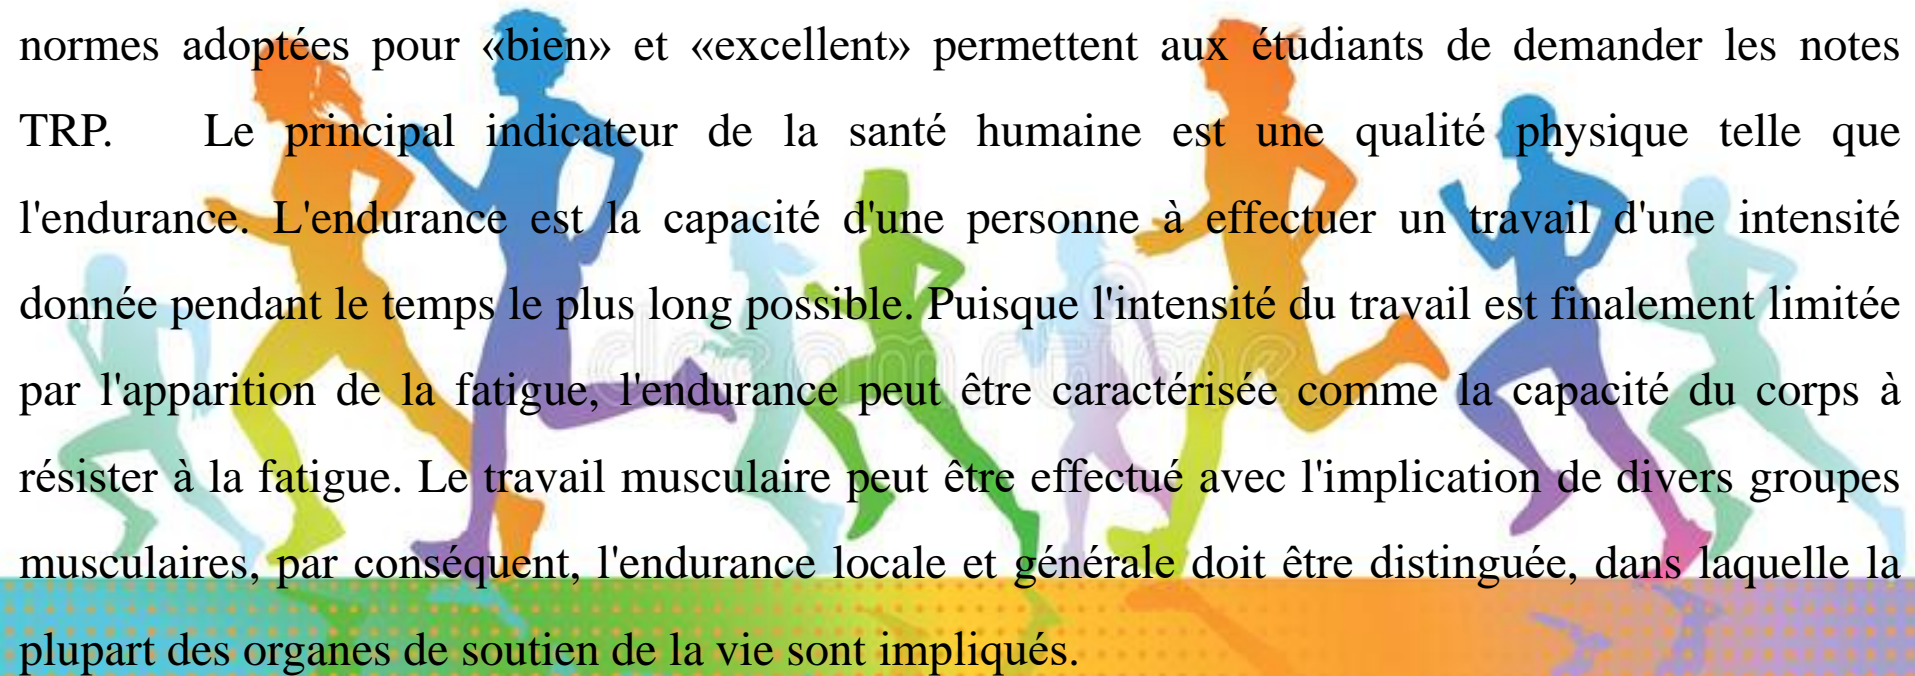 normes adoptées pour «bien» et «excellent» permettent aux étudiants de demander les notes
TRP. Le principal indicateur de la santé humaine est une qualité physique telle que
l'endurance. L'endurance est la capacité d'une personne à effectuer un travail d'une intensité
donnée pendant le temps le plus long possible. Puisque l'intensité du travail est finalement limitée
par l'apparition de la fatigue, l'endurance peut être caractérisée comme la capacité du corps à
résister à la fatigue. Le travail musculaire peut être effectué avec l'implication de divers groupes
musculaires, par conséquent, l'endurance locale et générale doit être distinguée, dans laquelle la
plupart des organes de soutien de la vie sont impliqués.
dreamstime